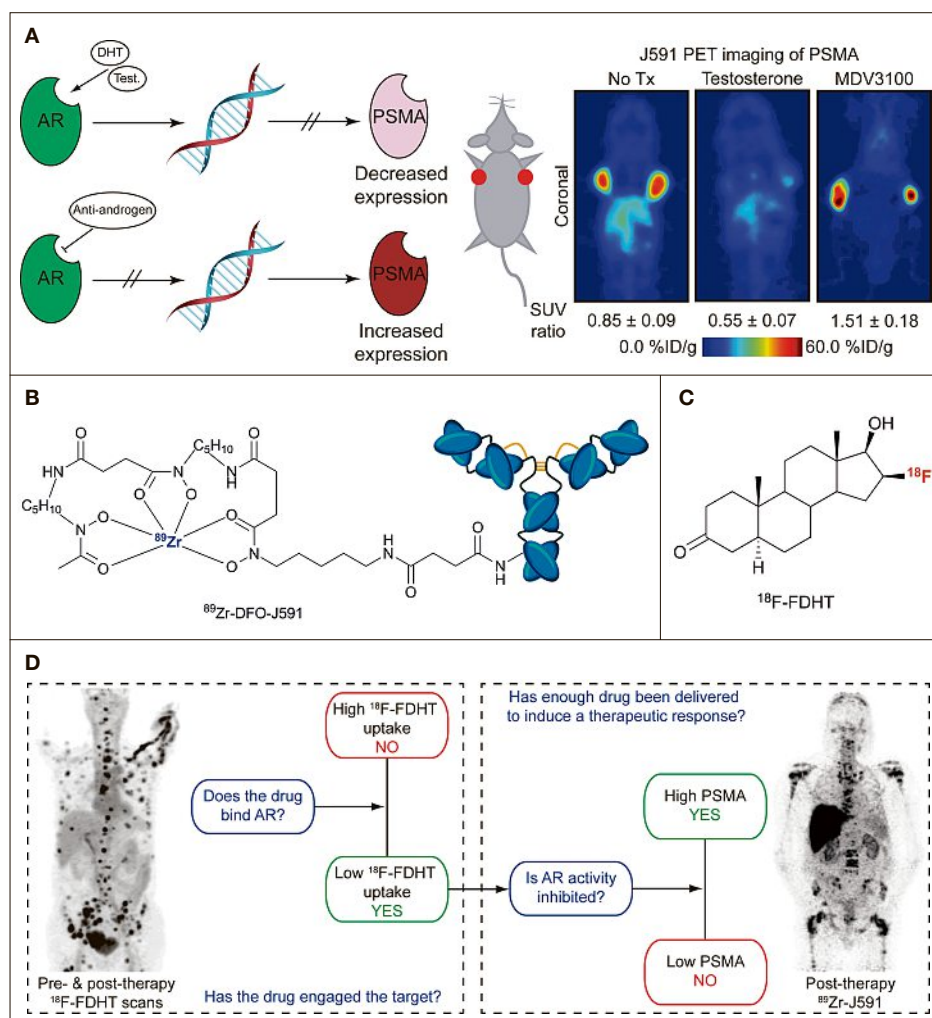 A
DHT
Test.
AR
PSMA
Decreased
expression
Anti-androgen
AR
PSMA
Increased
expression
J591 PET imaging of PSMA
No Tx Testosterone MDV3100
Coronal
SUV
ratio
0.85 ± 0.09 0.55 ± 0.07 1.51 ± 0.18
0.0 %ID/g 60.0 %ID/g
B
O
C₅H₁₀
O
HN
N
NH
O
O
C₅H₁₀
N
O
⁸⁹Zr
O
O
O
N
H
N
O
O
N
H
⁸⁹Zr-DFO-J591
C
OH
¹⁸F
O
H
¹⁸F-FDHT
D
High ¹⁸F-FDHT
uptake
NO
Does the drug
bind AR?
Low ¹⁸F-FDHT
uptake
YES
Pre- & post-therapy
¹⁸F-FDHT scans
Has the drug engaged the target?
Has enough drug been delivered
to induce a therapeutic response?
High PSMA
YES
Is AR activity
inhibited?
Low PSMA
NO
Post-therapy
⁸⁹Zr-J591